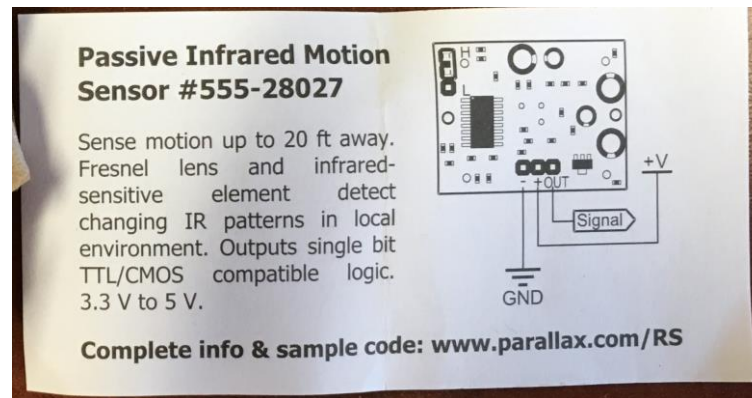 Passive Infrared Motion
Sensor #555-28027
Sense motion up to 20 ft away.
Fresnel lens and infrared-
sensitive element detect
changing IR patterns in local
environment. Outputs single bit
TTL/CMOS compatible logic.
3.3 V to 5 V.
H
L
- + OUT
+V
Signal
GND
Complete info & sample code: www.parallax.com/RS